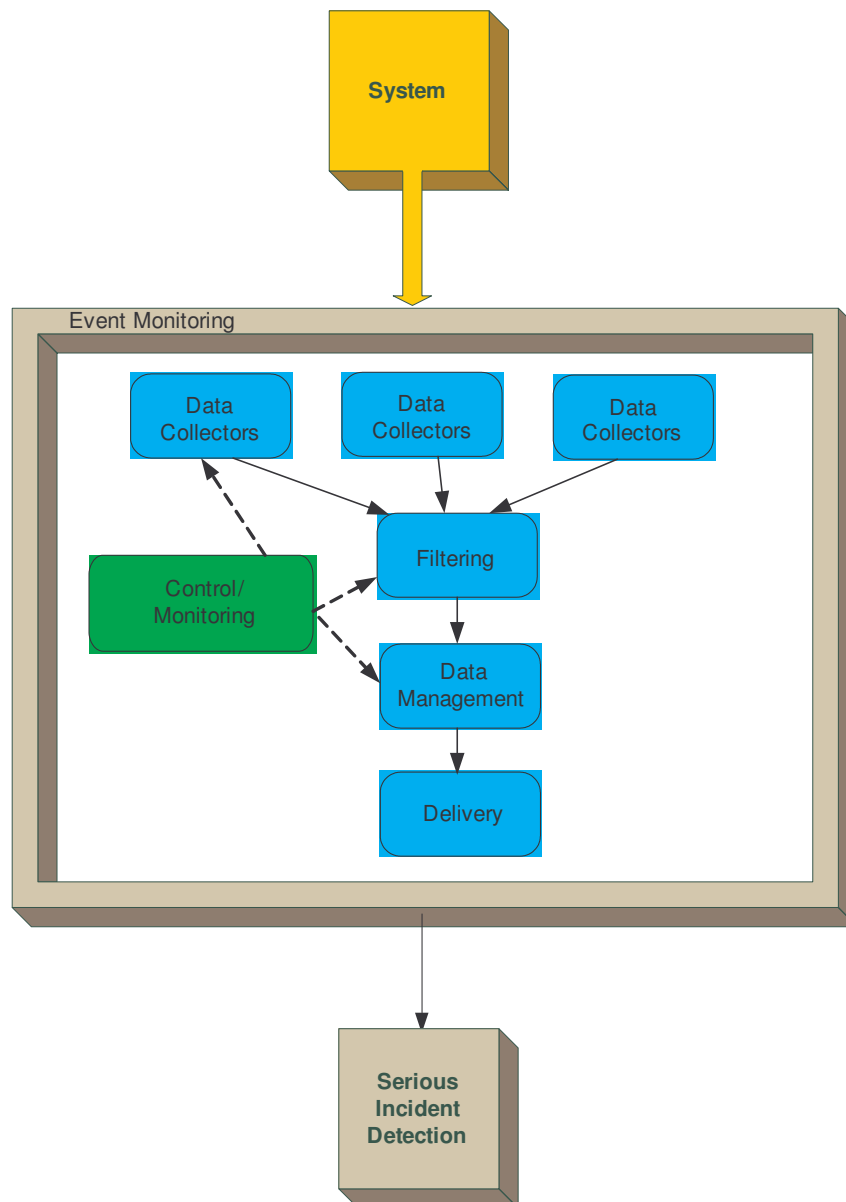 System
Event Monitoring
Data
Collectors
Data
Collectors
Data
Collectors
Filtering
Control/
Monitoring
Data
Management
Delivery
Serious
Incident
Detection